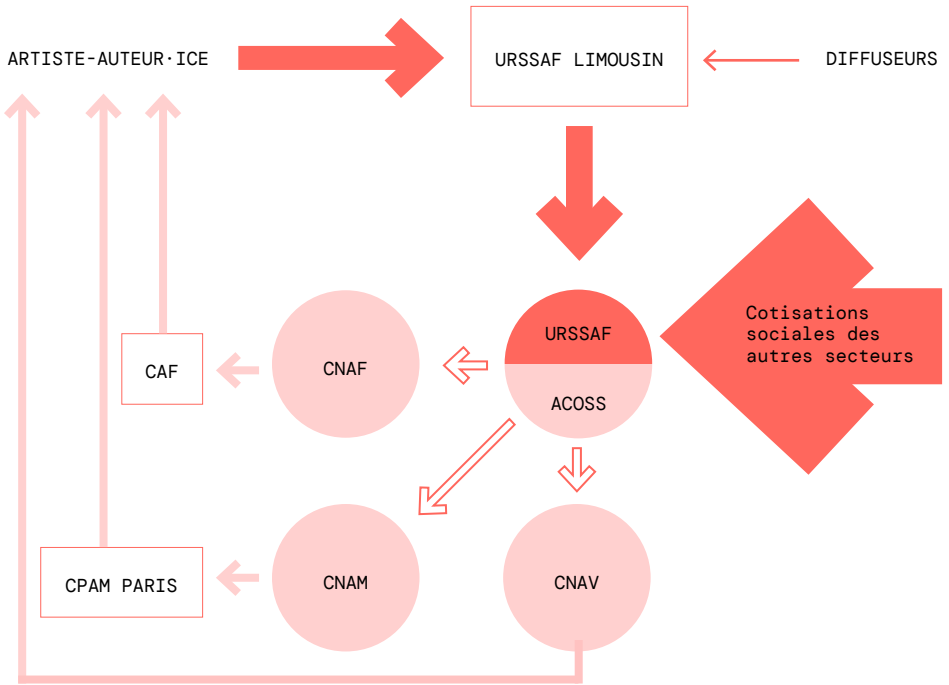 ARTISTE-AUTEUR·ICE
URSSAF LIMOUSIN
DIFFUSEURS
Cotisations
sociales des
autres secteurs
URSSAF
ACOSS
CNAF
CAF
CPAM PARIS
CNAM
CNAV